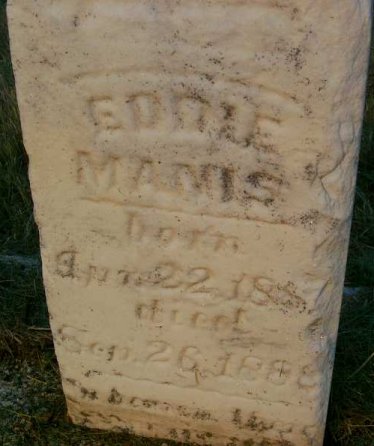 EDDIE
MANIS
born
Apr. 22, 1887
died
Sep. 26, 1888